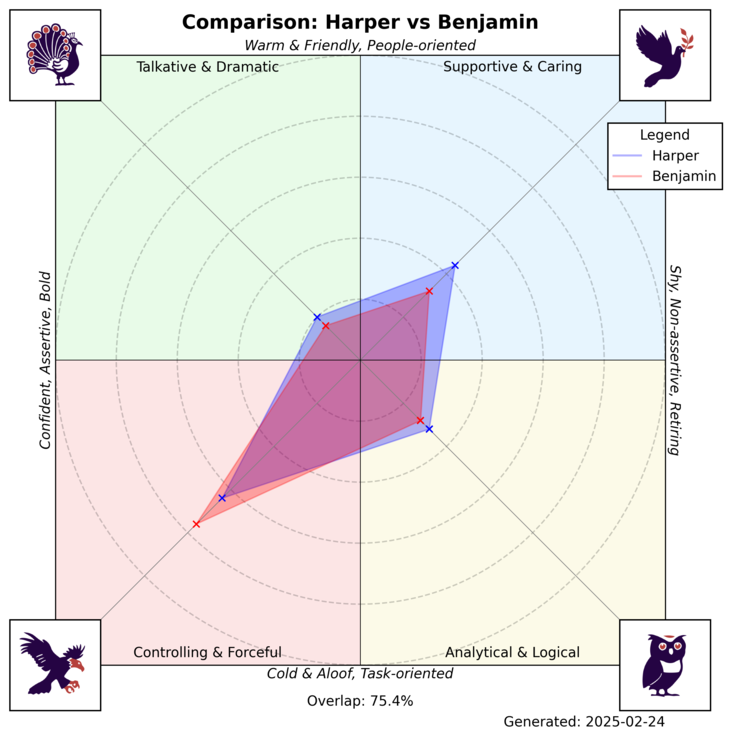 Comparison: Harper vs Benjamin
Warm & Friendly, People-oriented
Talkative & Dramatic
Supportive & Caring
Legend
Harper
Benjamin
Confident, Assertive, Bold
Shy, Non-assertive, Retiring
Controlling & Forceful
Analytical & Logical
Cold & Aloof, Task-oriented
Overlap: 75.4%
Generated: 2025-02-24